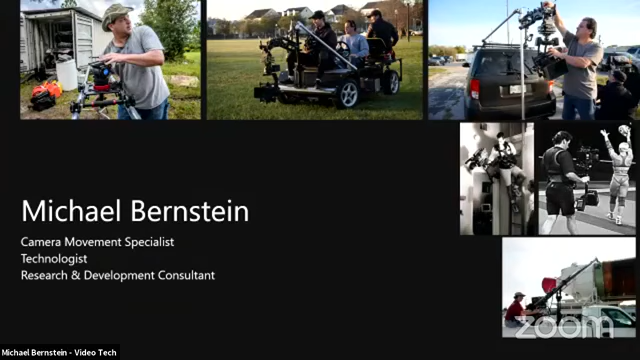 Michael Bernstein
Camera Movement Specialist
Technologist
Research & Development Consultant
zoom
Michael Bernstein - Video Tech